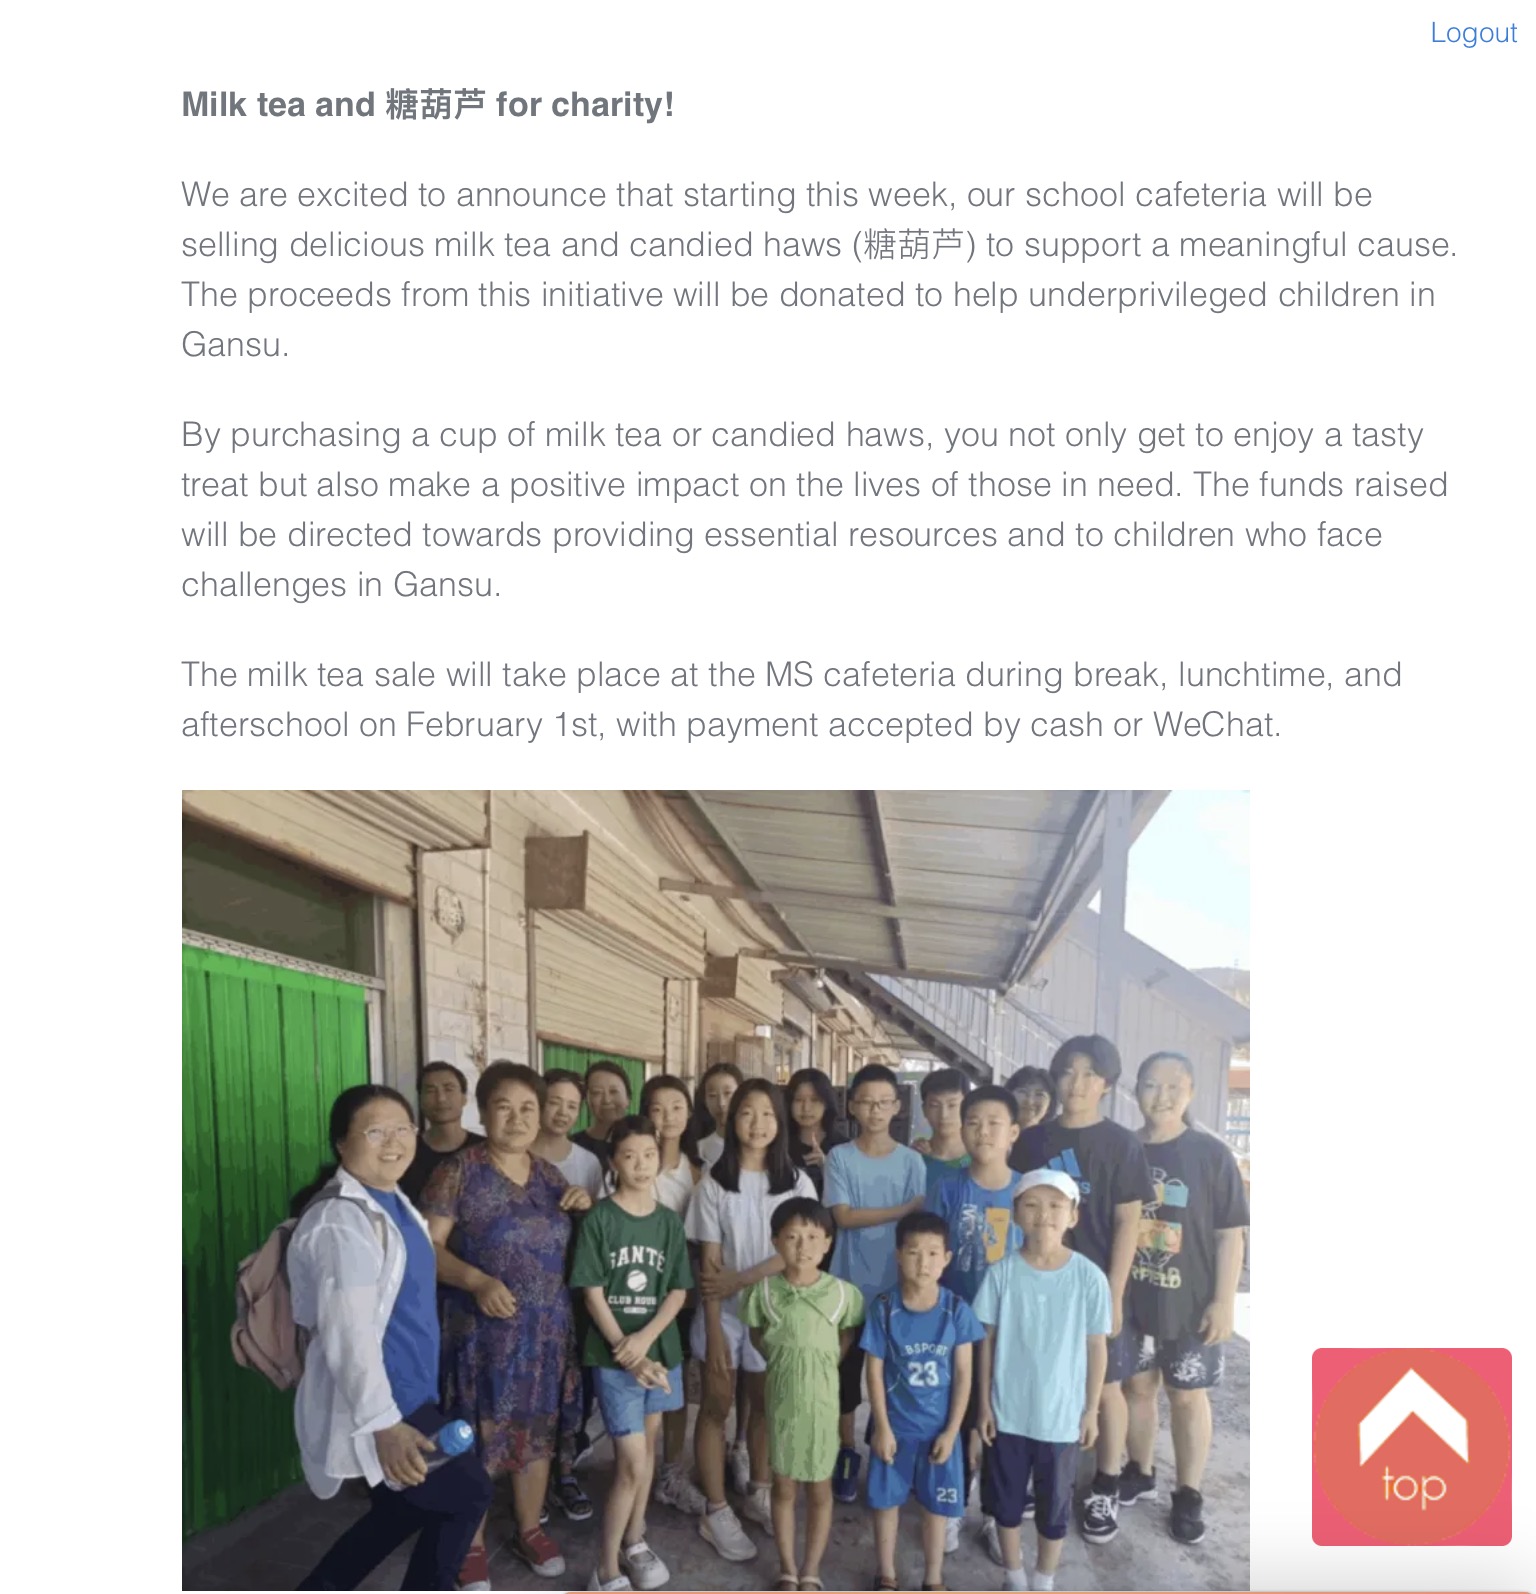 Logout
Milk tea and 糖葫芦 for charity!
We are excited to announce that starting this week, our school cafeteria will be
selling delicious milk tea and candied haws (糖葫芦) to support a meaningful cause.
The proceeds from this initiative will be donated to help underprivileged children in
Gansu.
By purchasing a cup of milk tea or candied haws, you not only get to enjoy a tasty
treat but also make a positive impact on the lives of those in need. The funds raised
will be directed towards providing essential resources and to children who face
challenges in Gansu.
The milk tea sale will take place at the MS cafeteria during break, lunchtime, and
afterschool on February 1st, with payment accepted by cash or WeChat.
CLUB HOUS
23
23
top